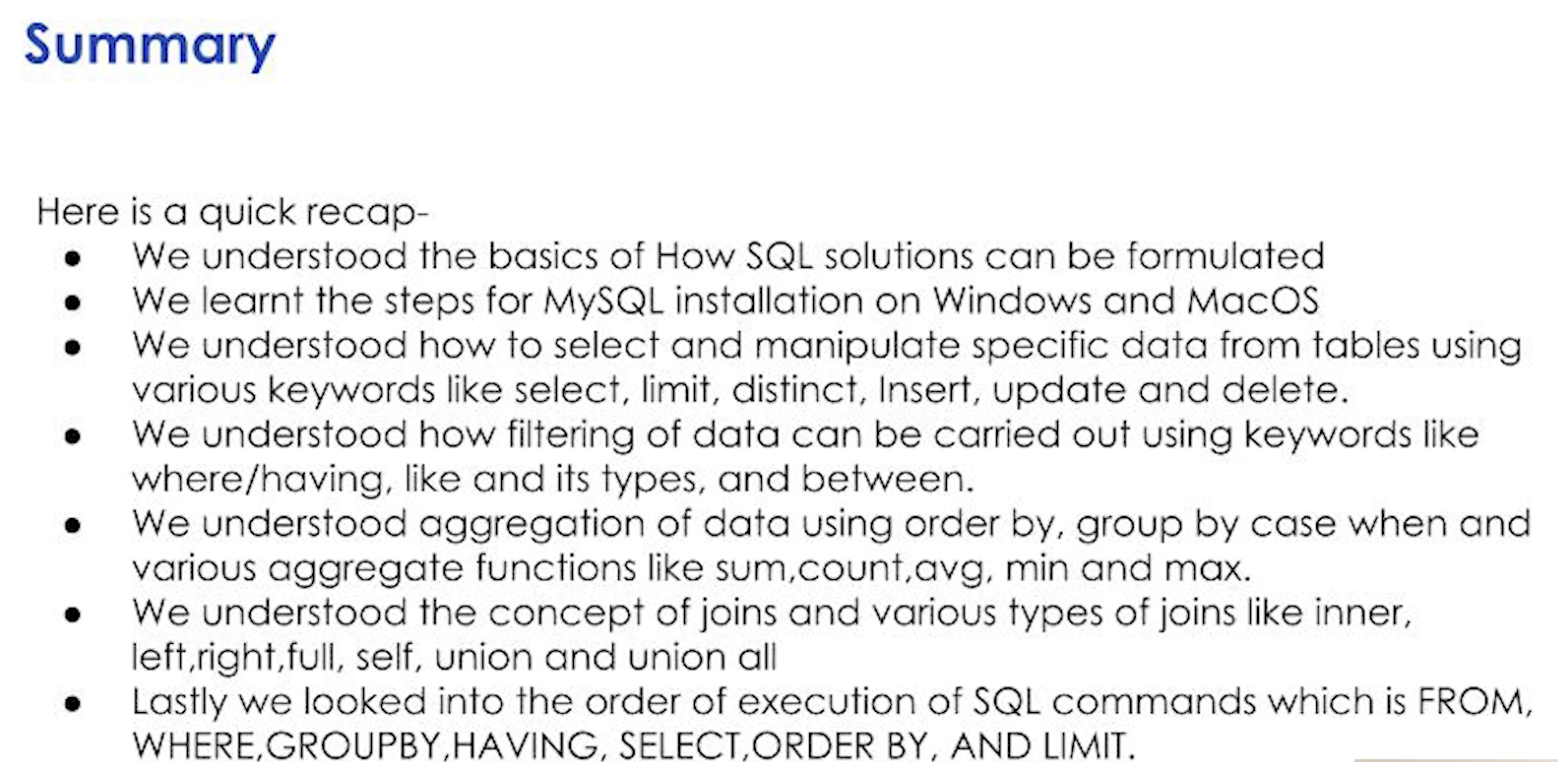 Summary
Here is a quick recap-
● We understood the basics of How SQL solutions can be formulated
● We learnt the steps for MySQL installation on Windows and MacOS
● We understood how to select and manipulate specific data from tables using
various keywords like select, limit, distinct, Insert, update and delete.
● We understood how filtering of data can be carried out using keywords like
where/having, like and its types, and between.
● We understood aggregation of data using order by, group by case when and
various aggregate functions like sum,count,avg, min and max.
● We understood the concept of joins and various types of joins like inner,
left,right,full, self, union and union all
● Lastly we looked into the order of execution of SQL commands which is FROM,
WHERE,GROUPBY,HAVING, SELECT,ORDER BY, AND LIMIT.